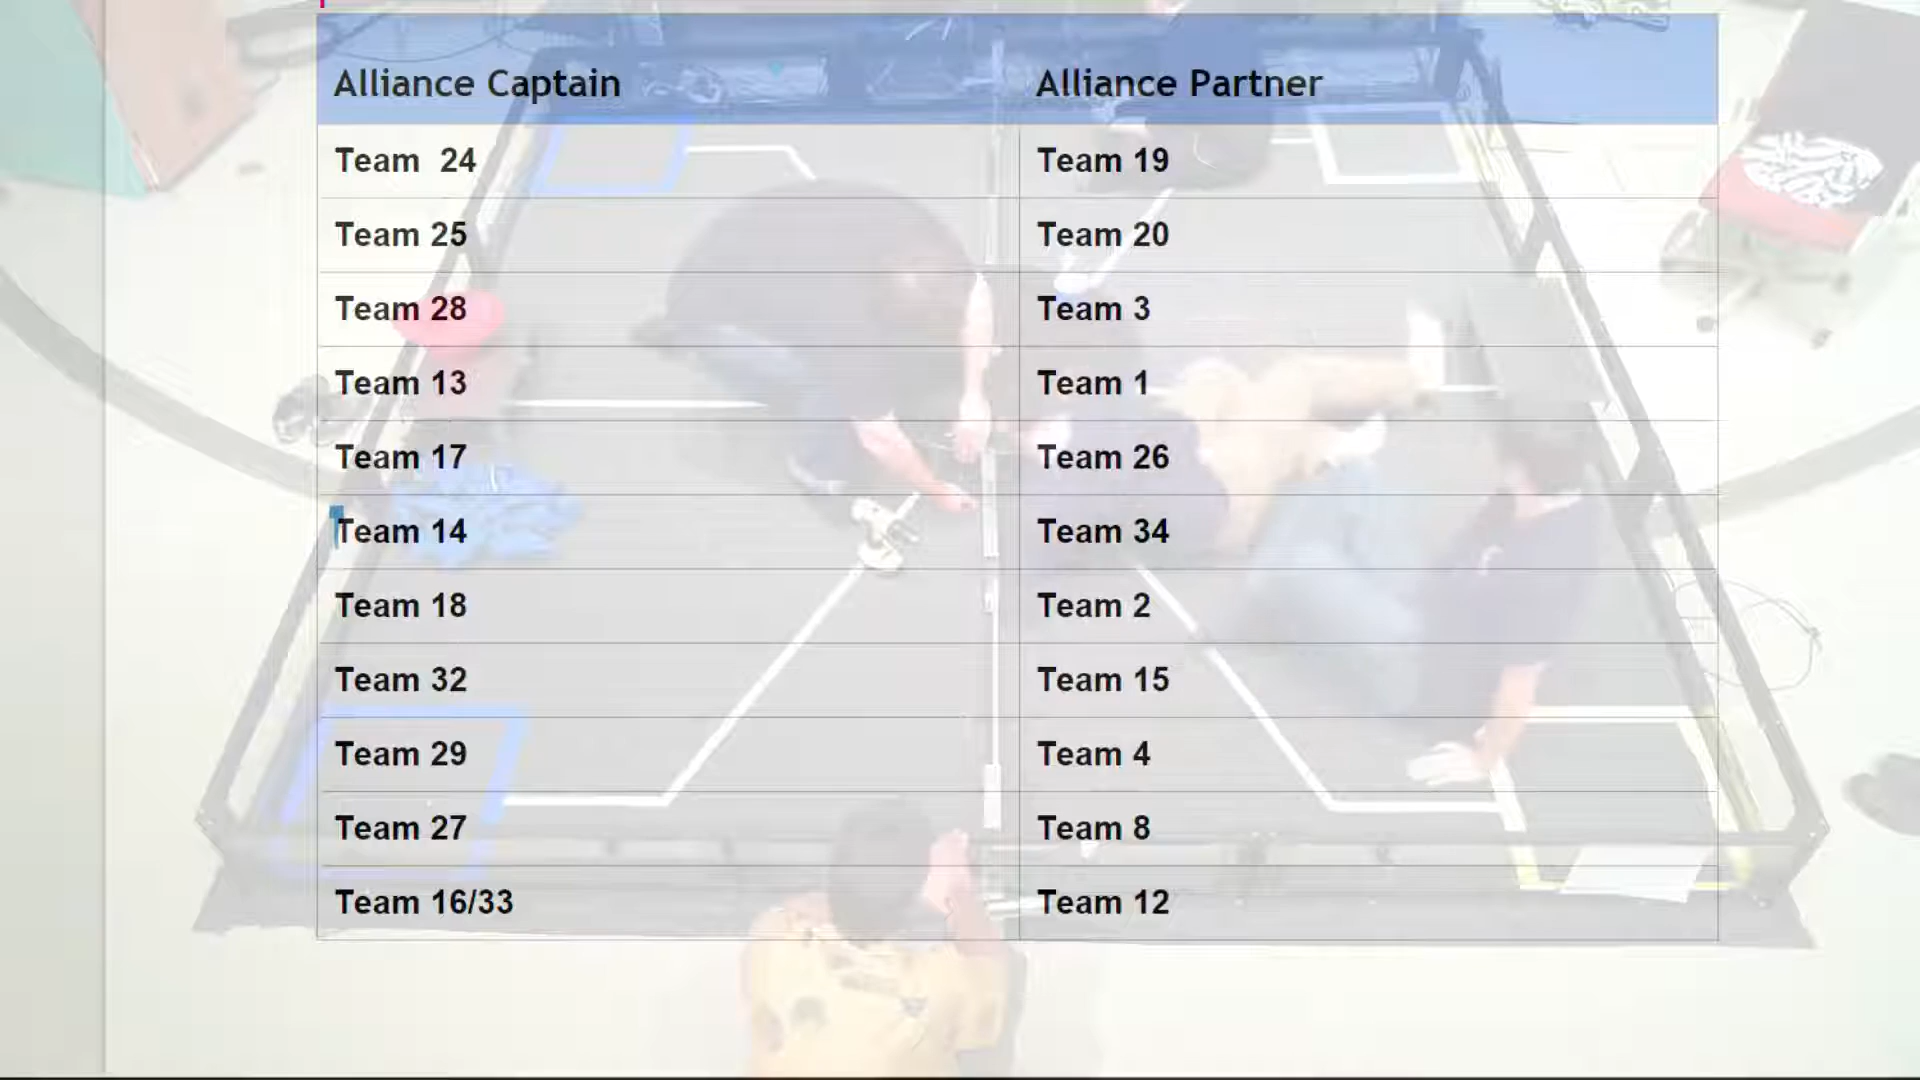 Alliance Captain Alliance Partner
Team 24 Team 19
Team 25 Team 20
Team 28 Team 3
Team 13 Team 1
Team 17 Team 26
Team 14 Team 34
Team 18 Team 2
Team 32 Team 15
Team 29 Team 4
Team 27 Team 8
Team 16/33 Team 12